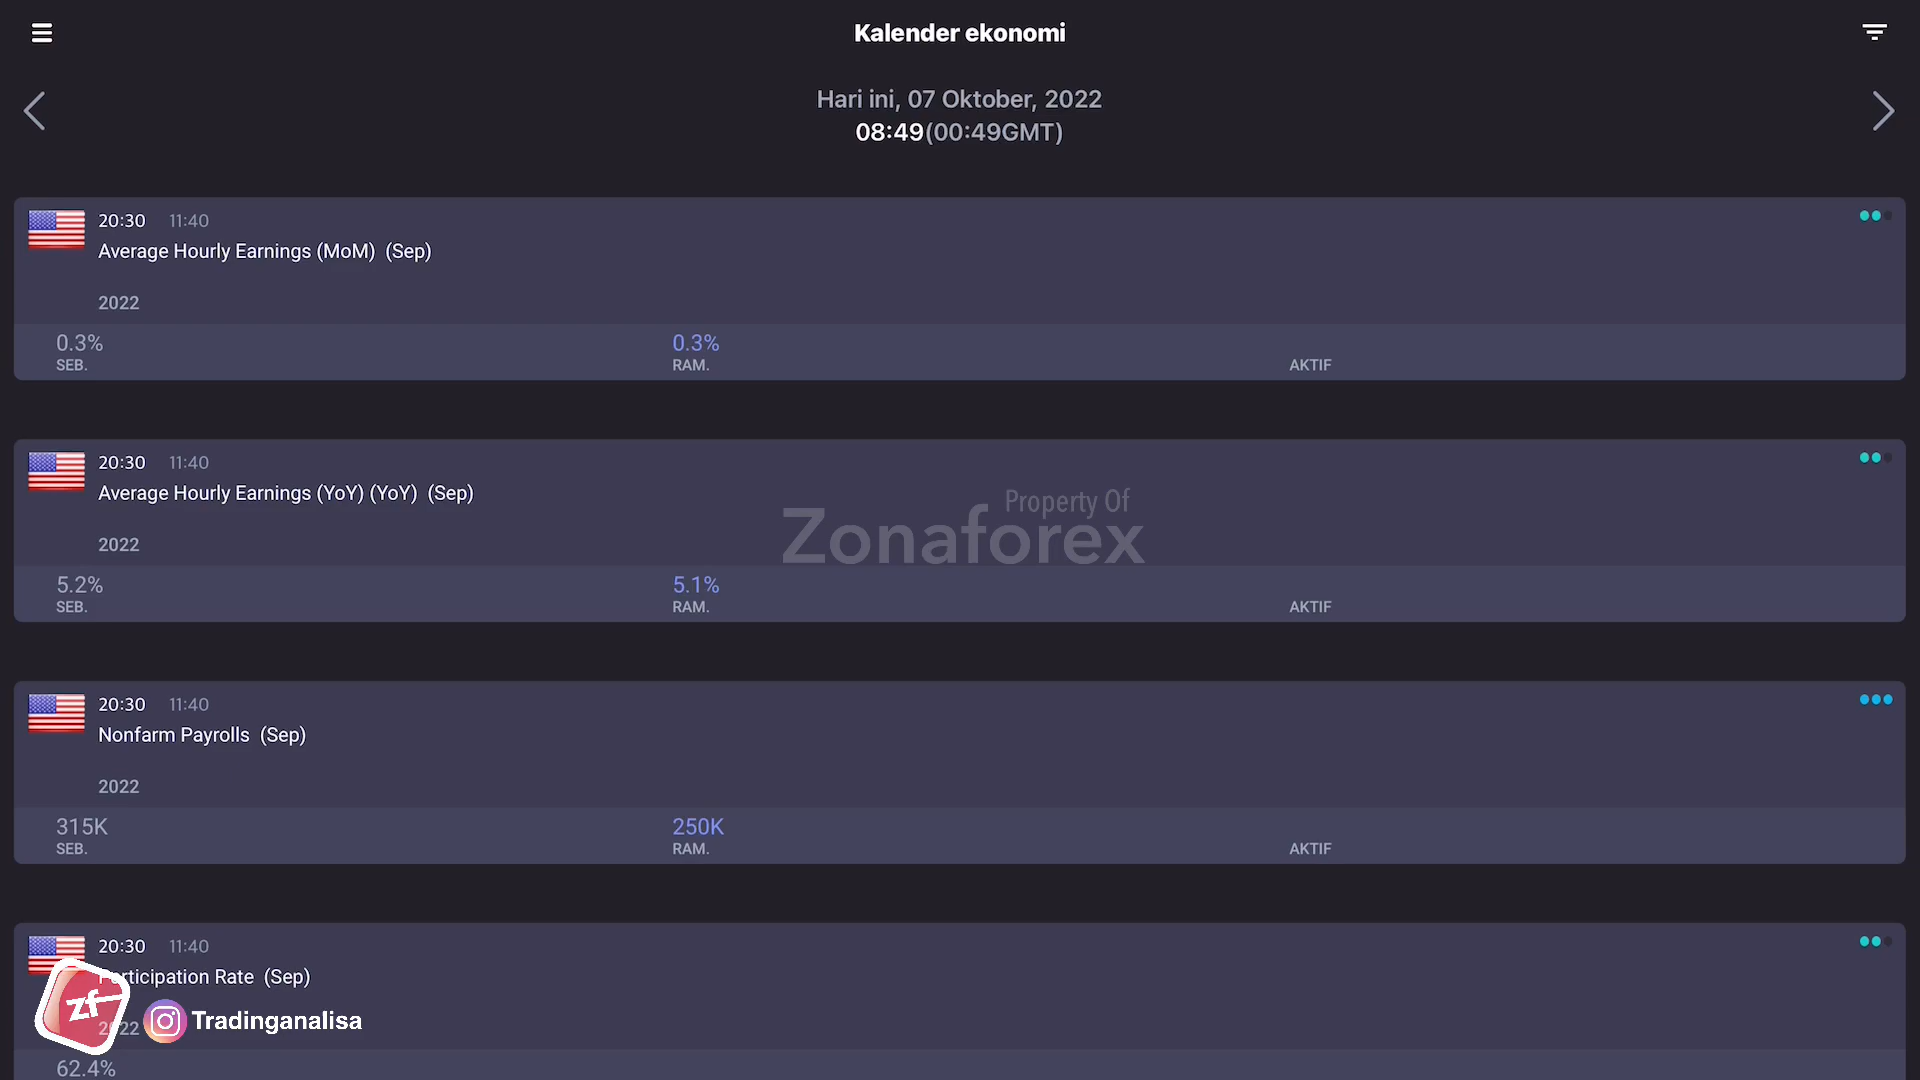 Kalender ekonomi
Hari ini, 07 Oktober, 2022
08:49(00:49GMT)
20:30 11:40
Average Hourly Earnings (MoM) (Sep)
2022
0.3% 0.3%
SEB. RAM. AKTIF
20:30 11:40
Average Hourly Earnings (YoY) (YoY) (Sep)
Property Of
Zonaforex
2022
5.2% 5.1%
SEB. RAM. AKTIF
20:30 11:40
Nonfarm Payrolls (Sep)
2022
315K 250K
SEB. RAM. AKTIF
20:30 11:40
Participation Rate (Sep)
2022
zf Tradinganalisa
62.4%